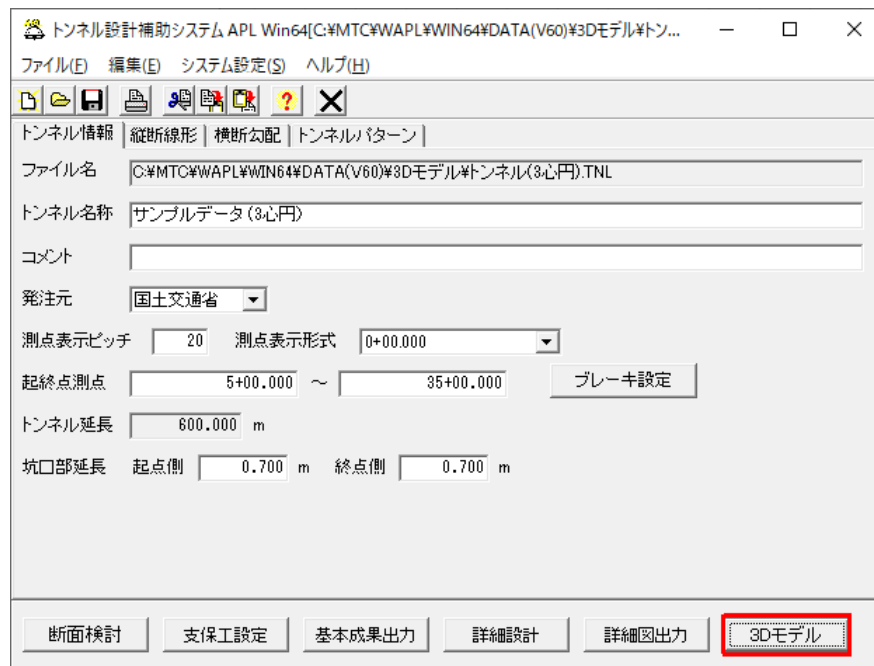 トンネル設計補助システム APL Win64[C:¥MTC¥WAPL¥WIN64¥DATA(V60)¥3Dモデル¥トン...
ファイル(F) 編集(E) システム設定(S) ヘルプ(H)
トンネル情報 縦断線形 横断勾配 トンネルパターン
ファイル名 C:¥MTC¥WAPL¥WIN64¥DATA(V60)¥3Dモデル¥トンネル(3心円).TNL
トンネル名称 サンプルデータ(3心円)
コメント
発注元 国土交通省
測点表示ピッチ 20 測点表示形式 0+00.000
起終点測点 5+00.000 ～ 35+00.000 ブレーキ設定
トンネル延長 600.000 m
坑口部延長 起点側 0.700 m 終点側 0.700 m
断面検討 支保工設定 基本成果出力 詳細設計 詳細図出力 3Dモデル